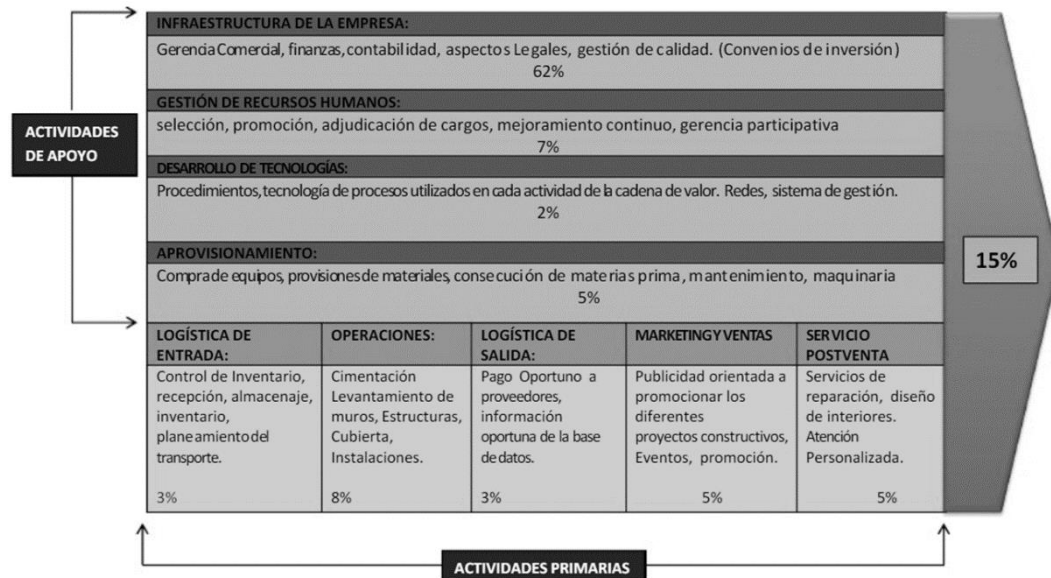 INFRAESTRUCTURA DE LA EMPRESA:
Gerencia Comercial, finanzas, contabilidad, aspectos Legales, gestión de calidad. (Convenios de inversión)
62%
GESTIÓN DE RECURSOS HUMANOS:
selección, promoción, adjudicación de cargos, mejoramiento continuo, gerencia participativa
7%
ACTIVIDADES
DE APOYO
DESARROLLO DE TECNOLOGÍAS:
Procedimientos, tecnología de procesos utilizados en cada actividad de la cadena de valor. Redes, sistema de gestión.
2%
APROVISIONAMIENTO:
Compra de equipos, provisiones de materiales, consecución de materias prima, mantenimiento, maquinaria
5%
15%
LOGÍSTICA DE
ENTRADA:
Control de Inventario,
recepción, almacenaje,
inventario,
planeamiento del
transporte.
3%
OPERACIONES:
Cimentación
Levantamiento de
muros, Estructuras,
Cubierta,
Instalaciones.
8%
LOGÍSTICA DE
SALIDA:
Pago Oportuno a
proveedores,
información
oportuna de la base
de datos.
3%
MARKETING Y VENTAS
Publicidad orientada a
promocionar los
diferentes
proyectos constructivos,
Eventos, promoción.
5%
SERVICIO
POSTVENTA
Servicios de
reparación, diseño
de interiores.
Atención
Personalizada.
5%
ACTIVIDADES PRIMARIAS